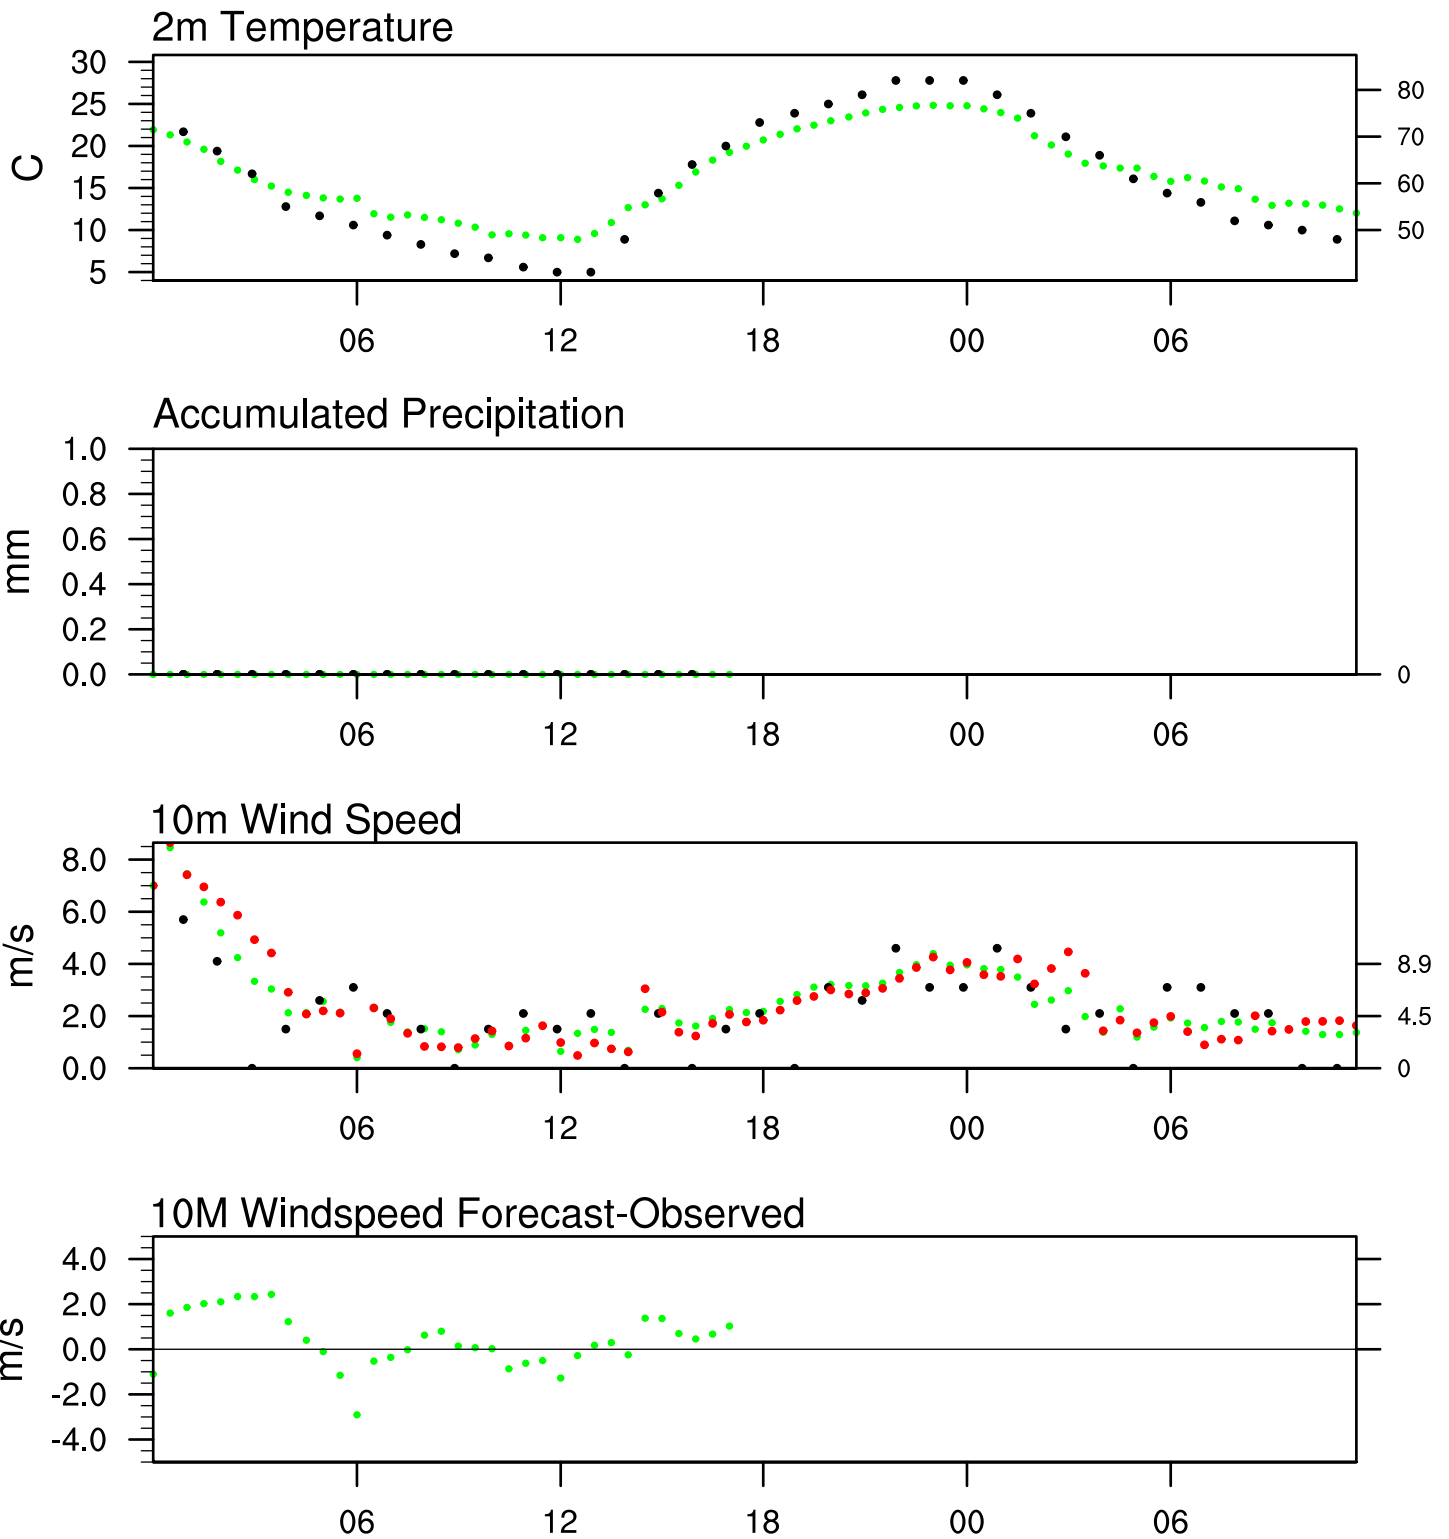 2m Temperature
30
25
20
15
10
5
C
80
70
60
50
06 12 18 00 06
Accumulated Precipitation
1.0
0.8
0.6
0.4
0.2
0.0
mm
0
06 12 18 00 06
10m Wind Speed
8.0
6.0
4.0
2.0
0.0
m/s
8.9
4.5
0
06 12 18 00 06
10M Windspeed Forecast-Observed
4.0
2.0
0.0
-2.0
-4.0
m/s
06 12 18 00 06